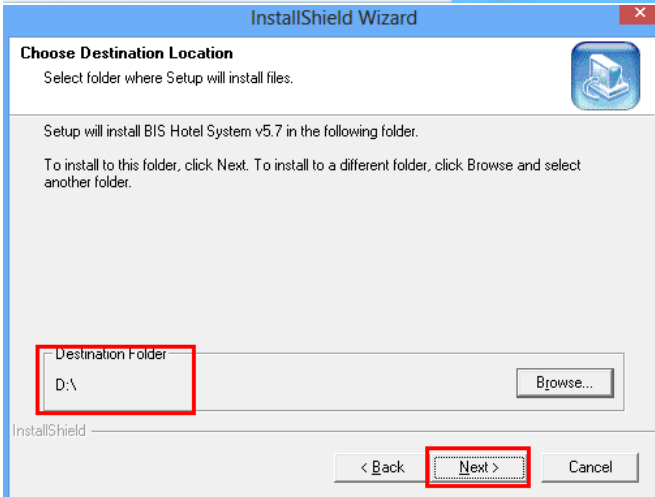 InstallShield Wizard
Choose Destination Location
Select folder where Setup will install files.
Setup will install BIS Hotel System v5.7 in the following folder.
To install to this folder, click Next. To install to a different folder, click Browse and select
another folder.
Destination Folder
D:\
Browse...
InstallShield
< Back
Next >
Cancel